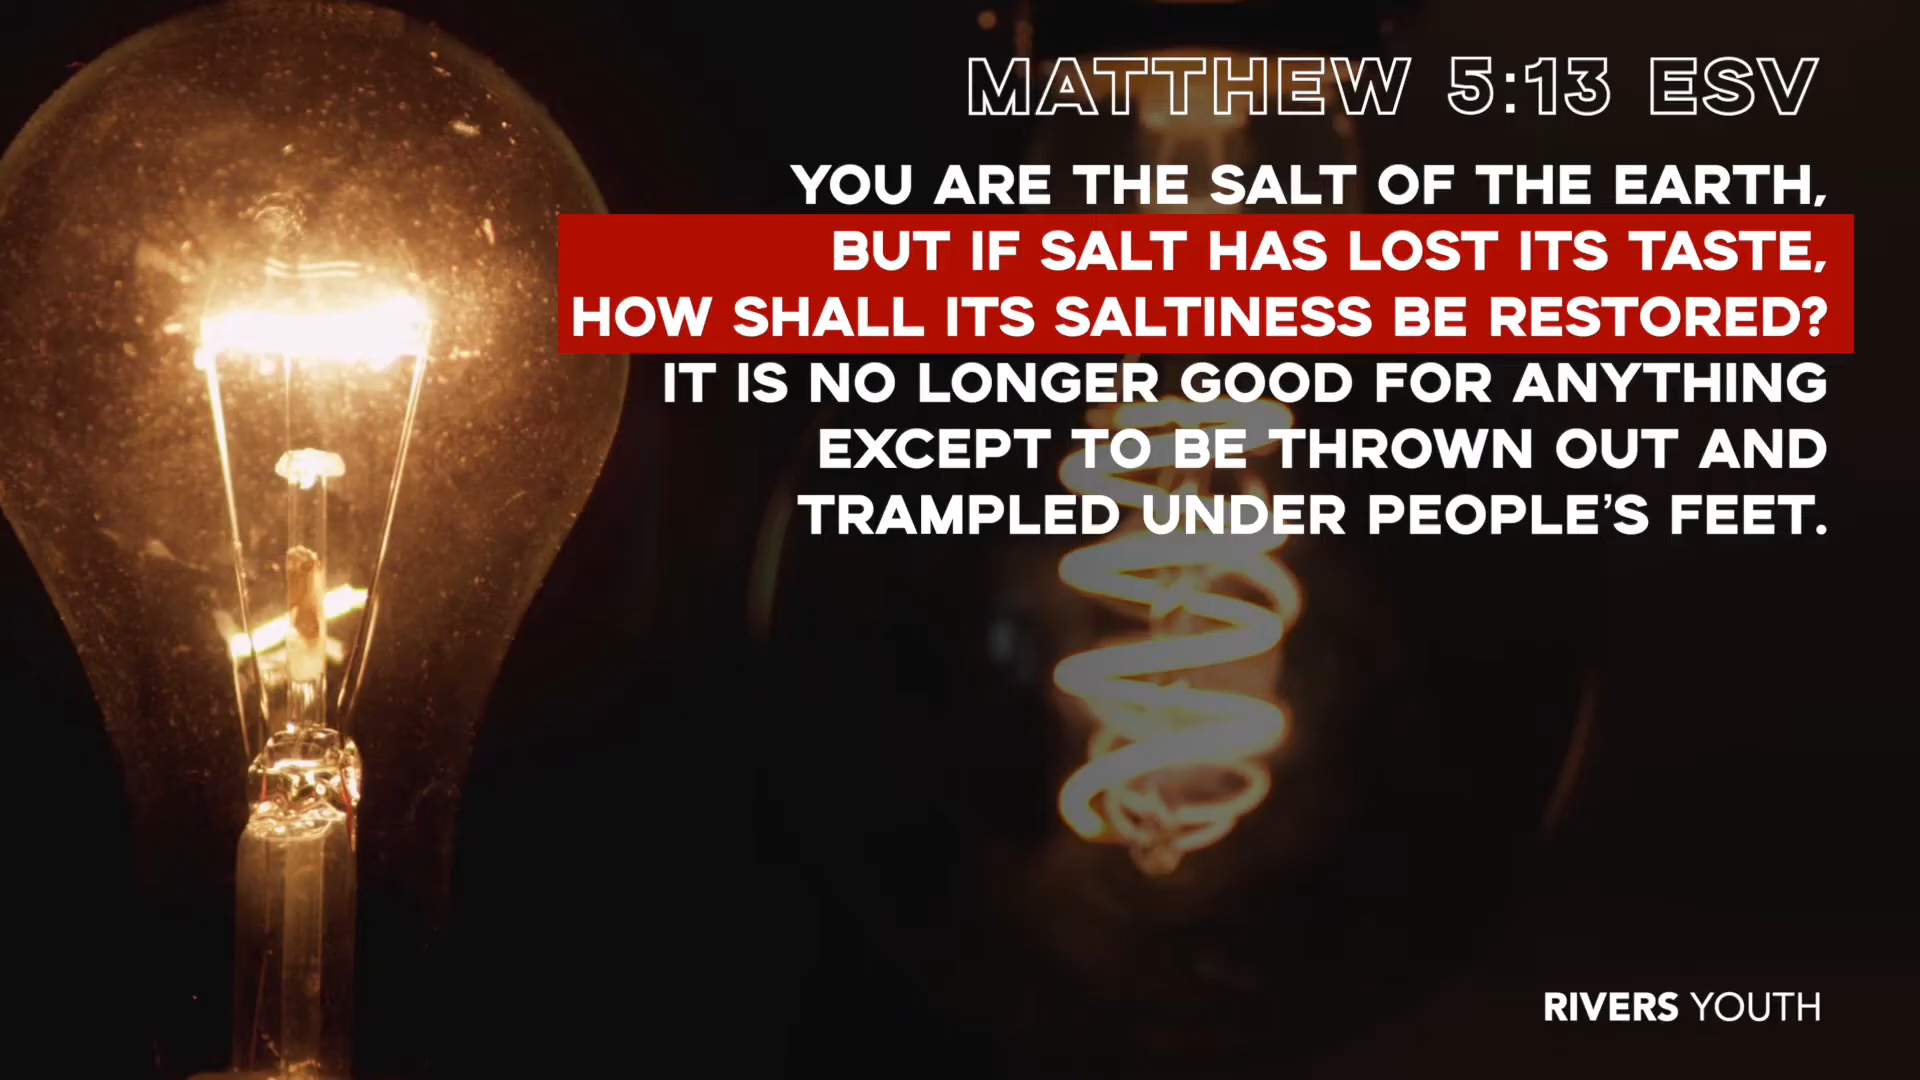 MATTHEW 5:13 ESV
YOU ARE THE SALT OF THE EARTH,
BUT IF SALT HAS LOST ITS TASTE,
HOW SHALL ITS SALTINESS BE RESTORED?
IT IS NO LONGER GOOD FOR ANYTHING
EXCEPT TO BE THROWN OUT AND
TRAMPLED UNDER PEOPLE’S FEET.
RIVERS YOUTH